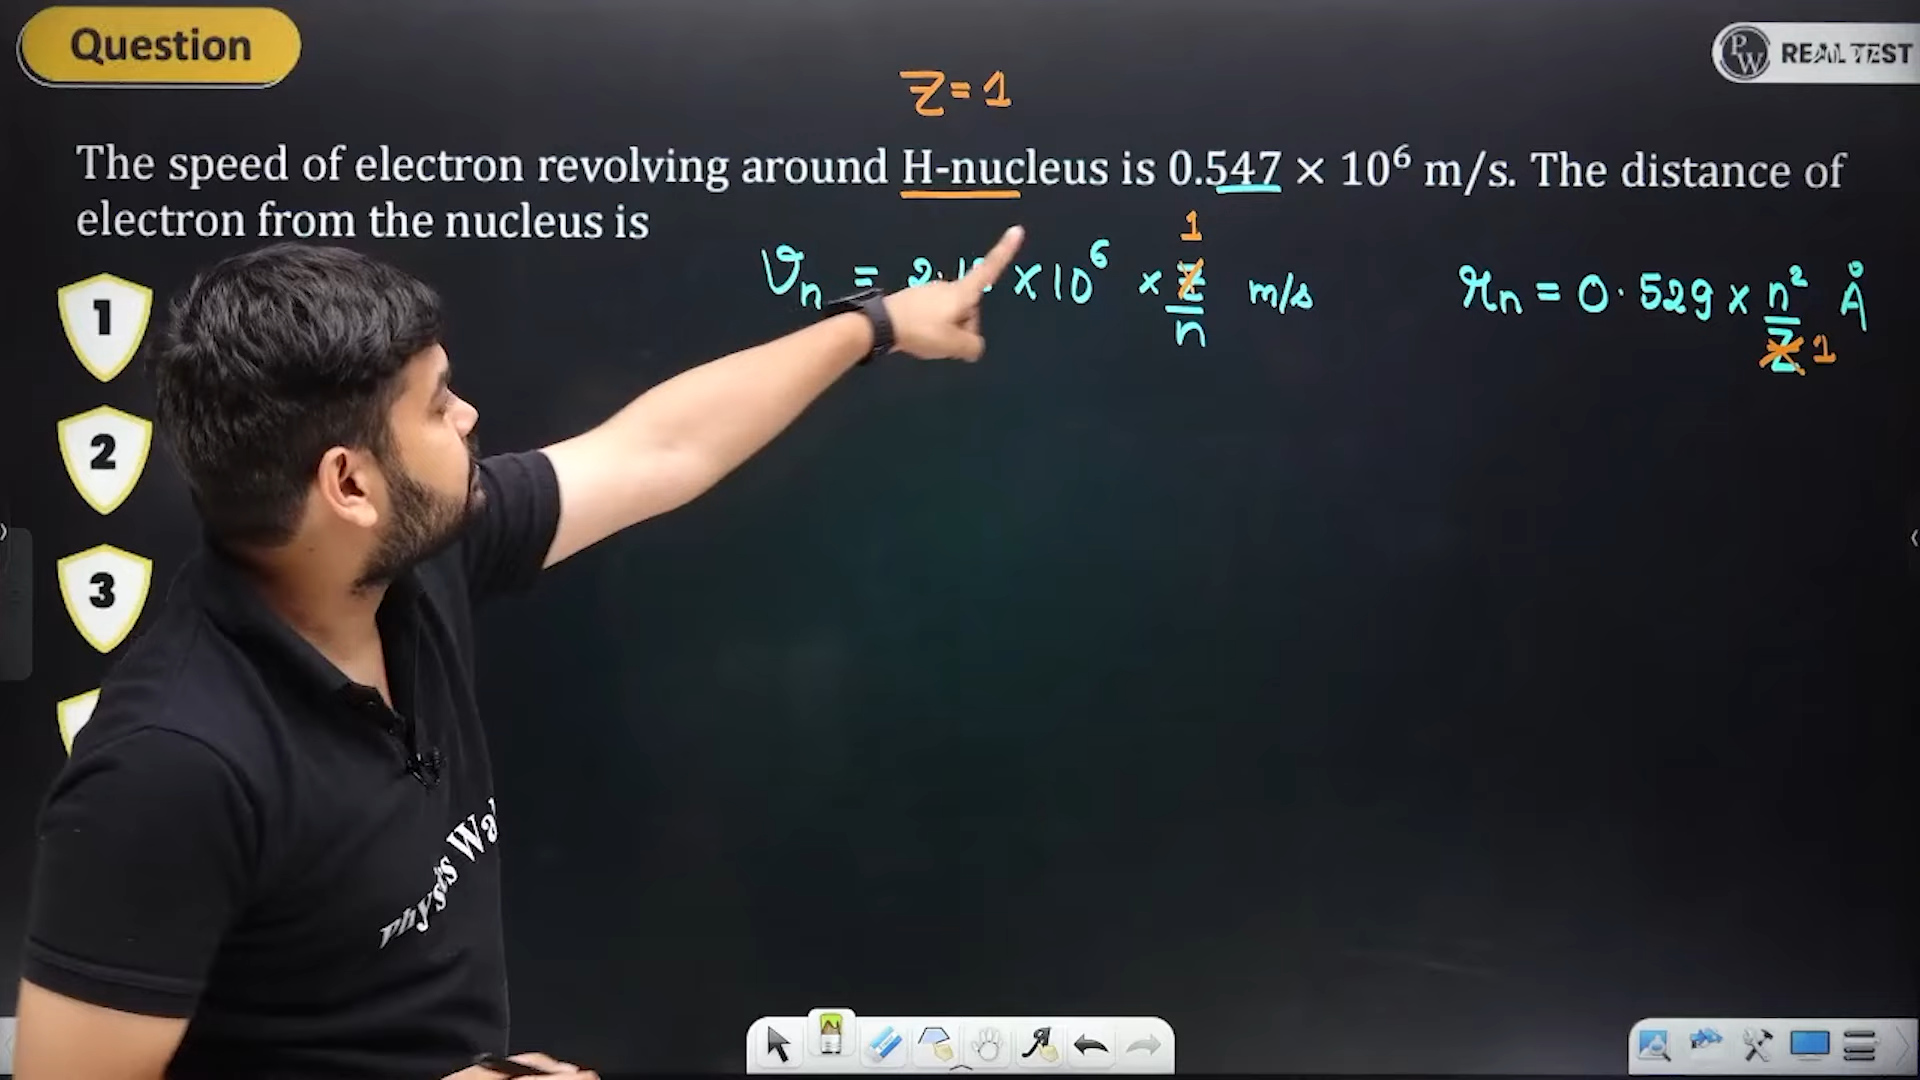 Question
PW REAL TEST
Z = 1
The speed of electron revolving around H-nucleus is 0.547 × 10⁶ m/s. The distance of
electron from the nucleus is
1
× 10⁶ × Z/n m/s
rₙ = 0.529 × n²/Z Å
1
vₙ =
1
2
3
Physics